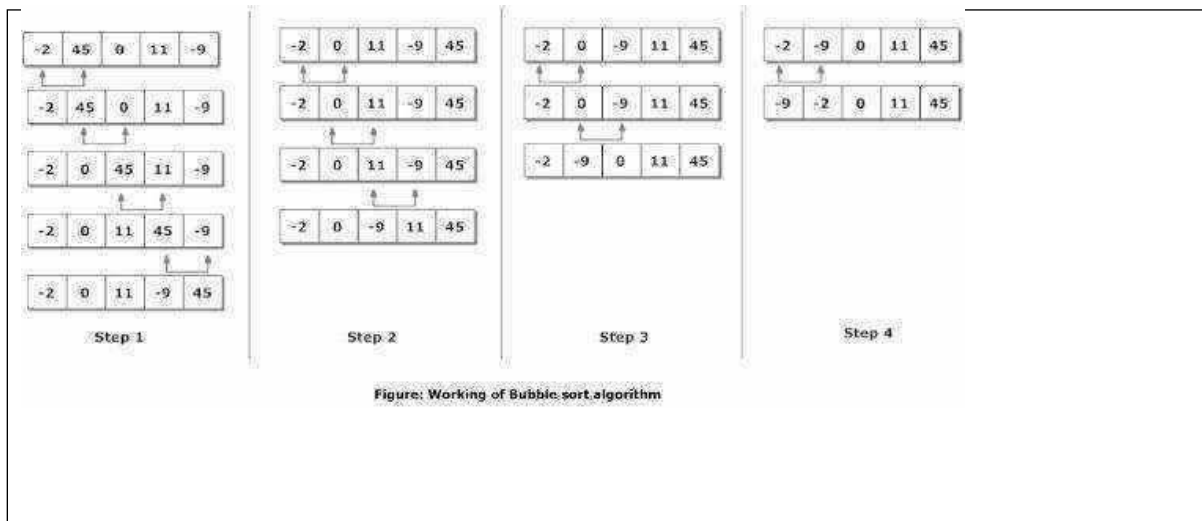 -2 45 0 11 -9
-2 45 0 11 -9
-2 0 45 11 -9
-2 0 11 45 -9
-2 0 11 -9 45
Step 1
-2 0 11 -9 45
-2 0 11 -9 45
-2 0 11 -9 45
-2 0 -9 11 45
Step 2
-2 0 -9 11 45
-2 0 -9 11 45
-2 -9 0 11 45
Step 3
-2 -9 0 11 45
-9 -2 0 11 45
Step 4
Figure: Working of Bubble sort algorithm